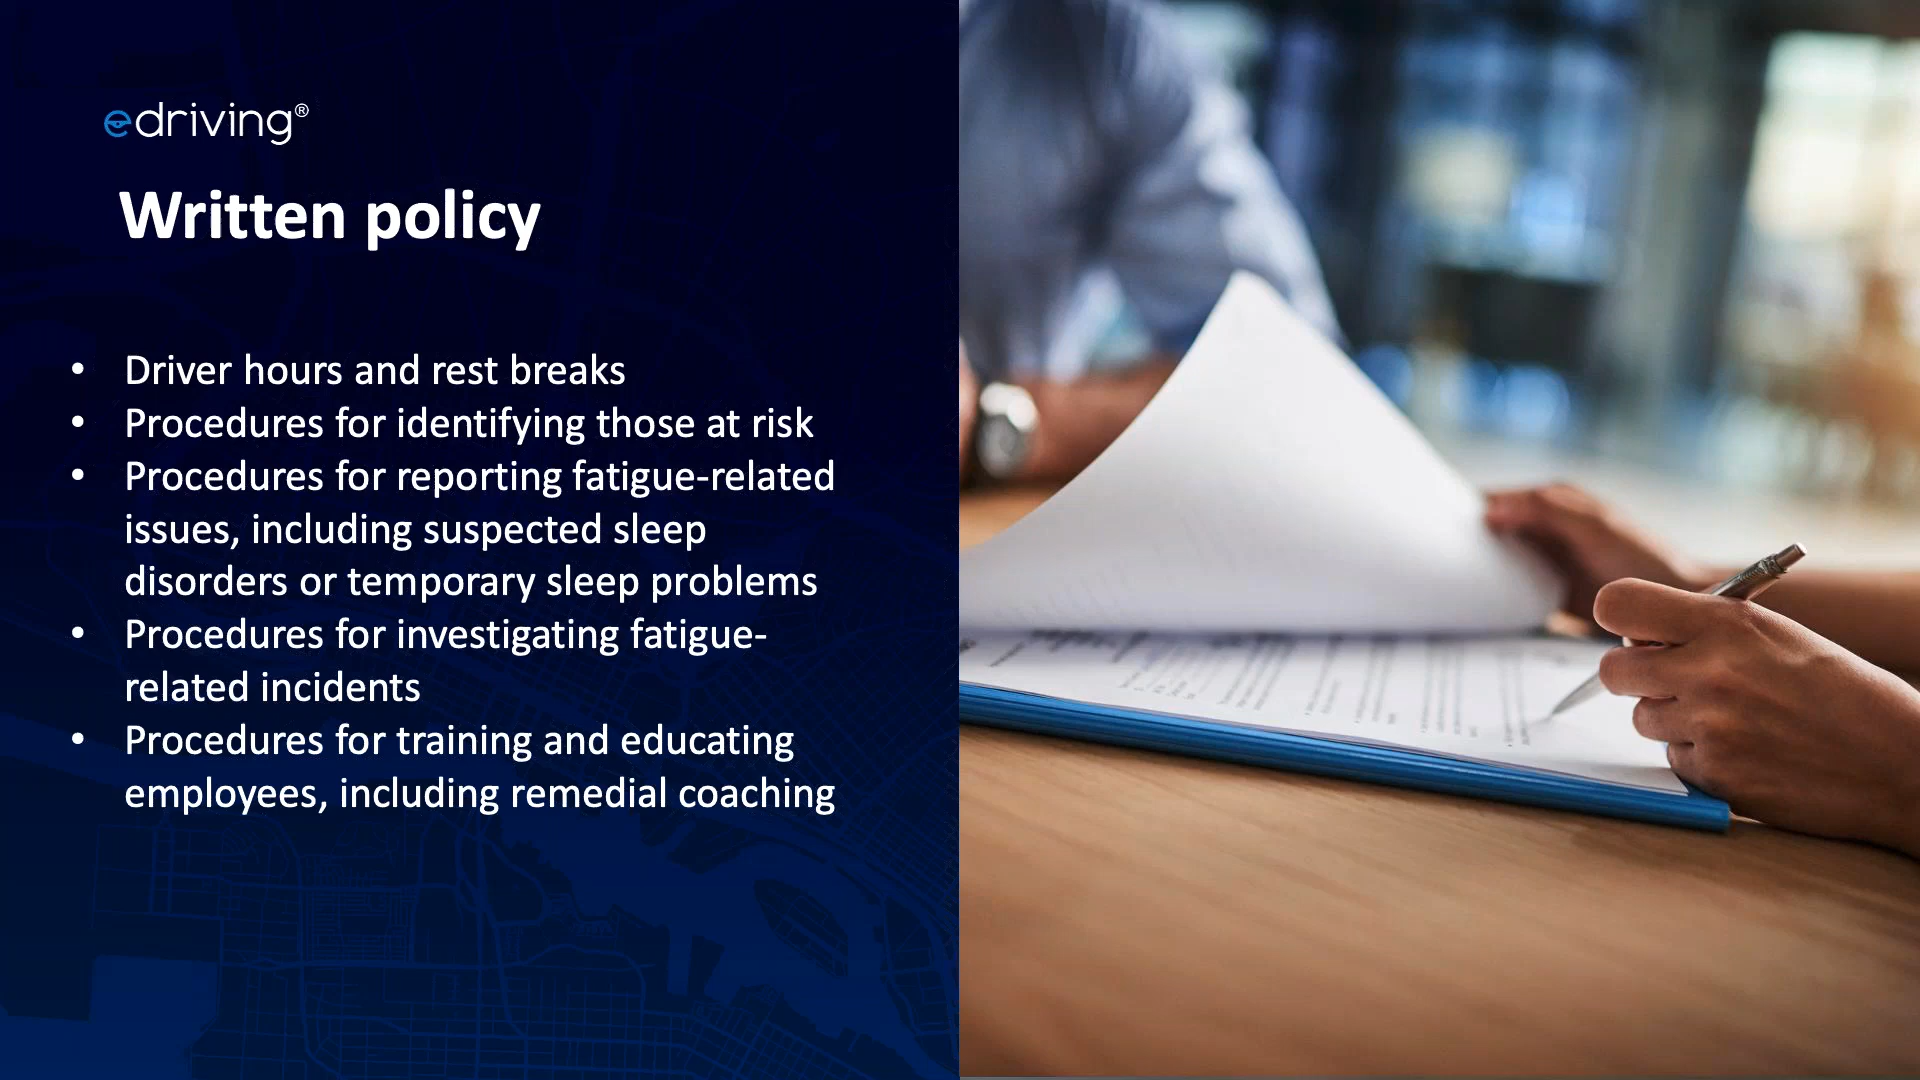 edriving®
Written policy
• Driver hours and rest breaks
• Procedures for identifying those at risk
• Procedures for reporting fatigue-related
issues, including suspected sleep
disorders or temporary sleep problems
• Procedures for investigating fatigue-
related incidents
• Procedures for training and educating
employees, including remedial coaching